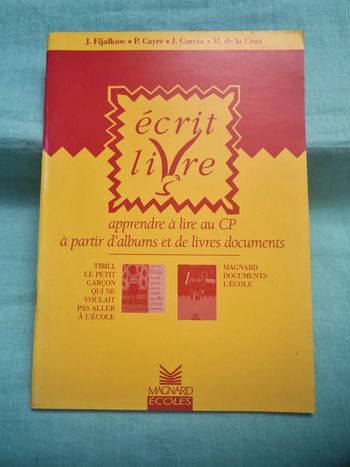 J. Fijalkow • P. Cayré • J. Garcia • M. de la Cruz
écrit
livre
apprendre à lire au CP
à partir d'albums et de livres documents
TIBILI,
LE PETIT
GARÇON
QUI NE
VOULAIT
PAS ALLER
À L'ÉCOLE
MAGNARD
DOCUMENTS
L'ÉCOLE
MAGNARD
ÉCOLES